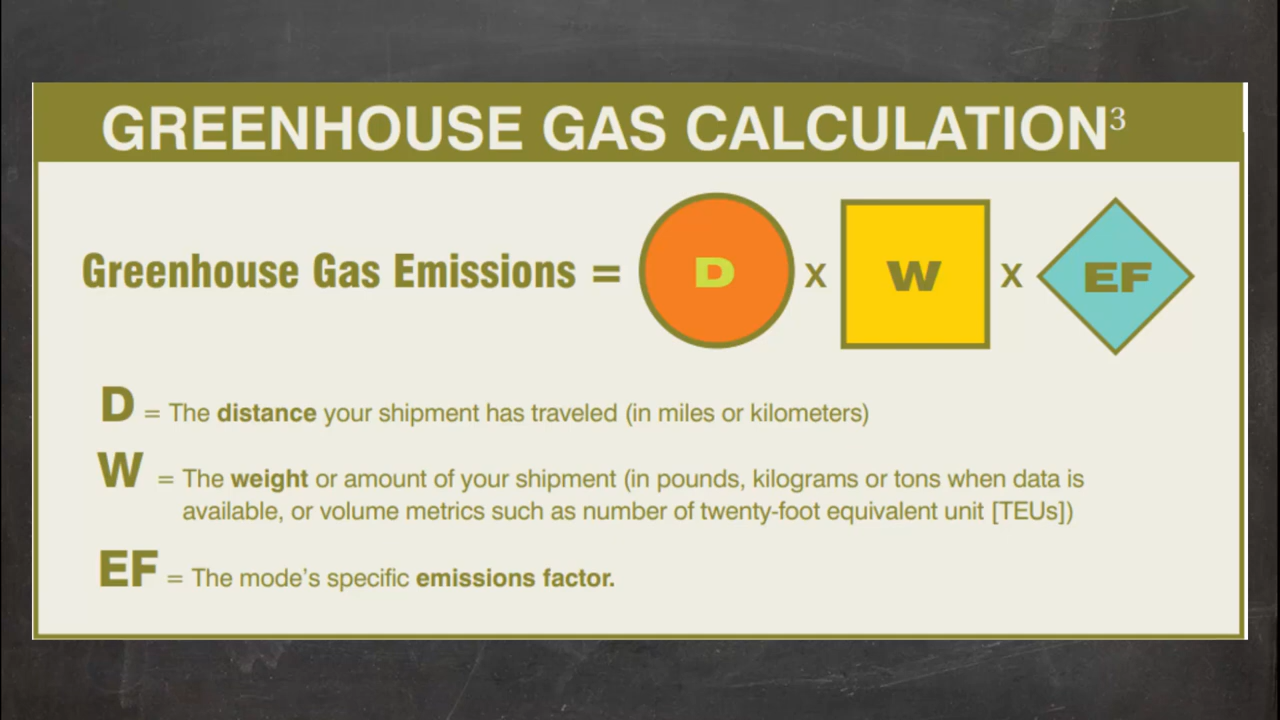 GREENHOUSE GAS CALCULATION³
Greenhouse Gas Emissions = D x W x EF
D = The distance your shipment has traveled (in miles or kilometers)
W = The weight or amount of your shipment (in pounds, kilograms or tons when data is
available, or volume metrics such as number of twenty-foot equivalent unit [TEUs])
EF = The mode's specific emissions factor.